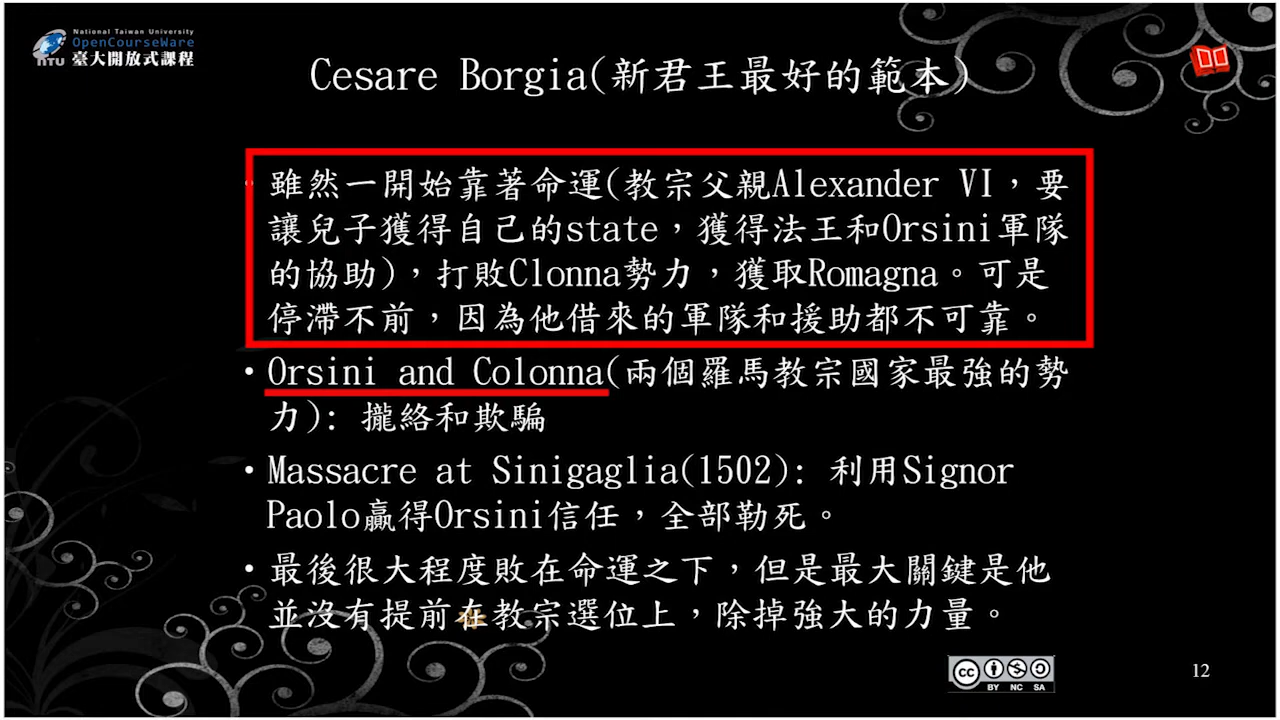 National Taiwan University
OpenCourseWare
NTU 臺大開放式課程
Cesare Borgia(新君王最好的範本)
• 雖然一開始靠著命運(教宗父親Alexander VI，要
讓兒子獲得自己的state，獲得法王和Orsini軍隊
的協助)，打敗Clonna勢力，獲取Romagna。可是
停滯不前，因為他借來的軍隊和援助都不可靠。
• Orsini and Colonna(兩個羅馬教宗國家最強的勢
力): 攏絡和欺騙
• Massacre at Sinigaglia(1502): 利用Signor
Paolo贏得Orsini信任，全部勒死。
• 最後很大程度敗在命運之下，但是最大關鍵是他
並沒有提前在教宗選位上，除掉強大的力量。
cc BY NC SA
12